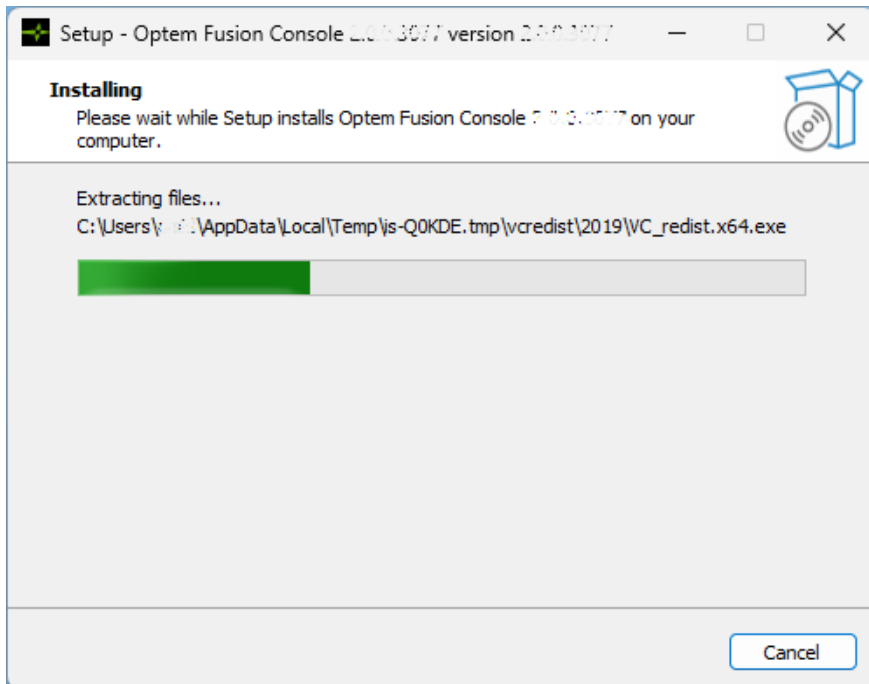 Setup - Optem Fusion Console version
Installing
Please wait while Setup installs Optem Fusion Console on your
computer.
Extracting files...
C:\Users\ \AppData\Local\Temp\is-Q0KDE.tmp\vcredist\2019\VC_redist.x64.exe
Cancel